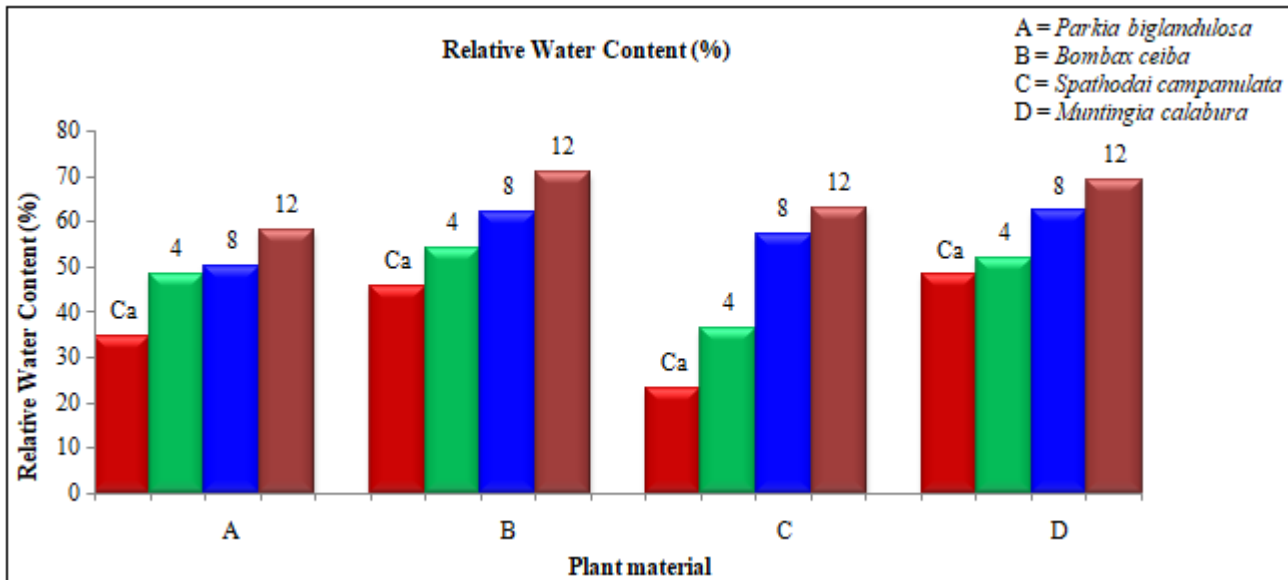 Relative Water Content (%)
A = Parkia biglandulosa
B = Bombax ceiba
C = Spathodai campanulata
D = Muntingia calabura
Relative Water Content (%)
80
70
60
50
40
30
20
10
0
Ca 4 8 12
Ca 4 8 12
Ca 4 8 12
Ca 4 8 12
A B C D
Plant material